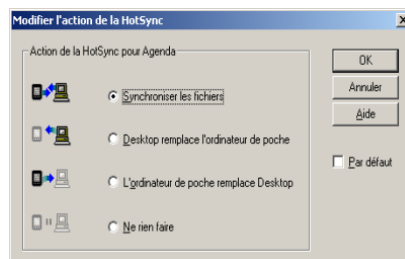 Modifier l'action de la HotSync
Action de la HotSync pour Agenda
Synchroniser les fichiers
Desktop remplace l'ordinateur de poche
L'ordinateur de poche remplace Desktop
Ne rien faire
OK
Annuler
Aide
Par défaut